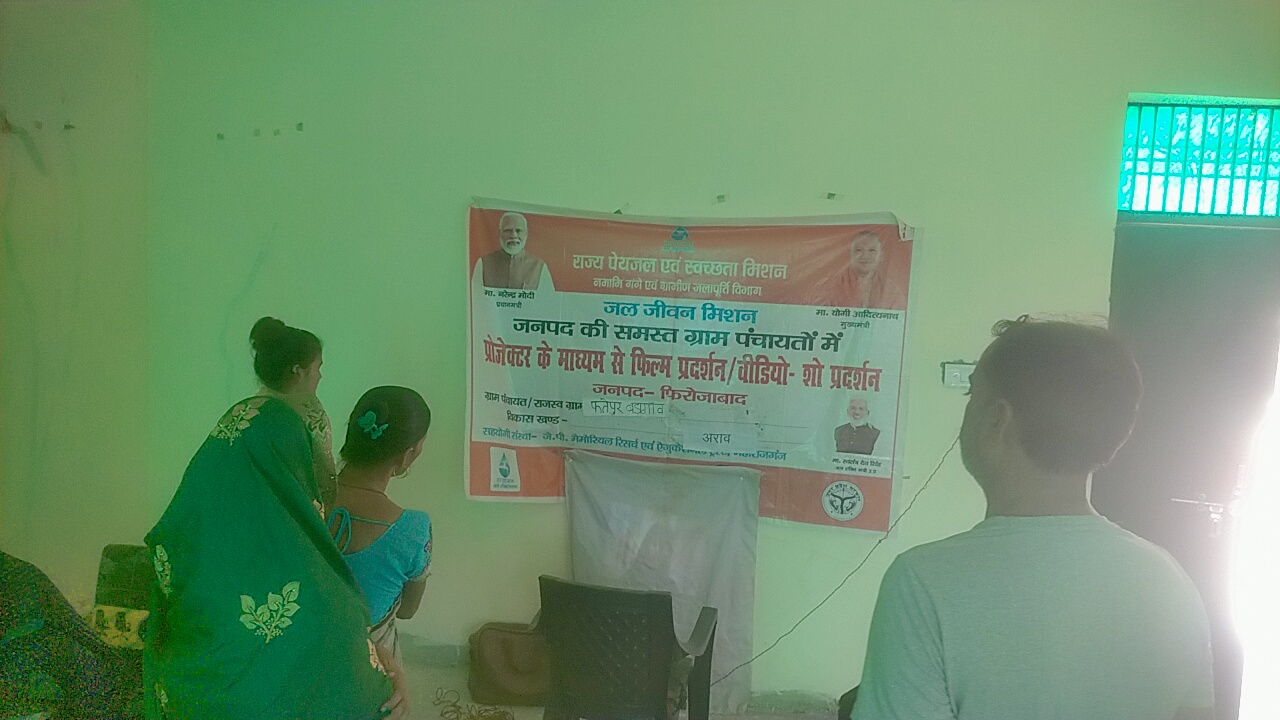 राज्य पेयजल एवं स्वच्छता मिशन
नमामि गंगे एवं ग्रामीण जलापूर्ति विभाग
मा. नरेन्द्र मोदी
प्रधानमंत्री
मा. योगी आदित्यनाथ
मुख्यमंत्री
जल जीवन मिशन
जनपद की समस्त ग्राम पंचायतों में
प्रोजेक्टर के माध्यम से फिल्म प्रदर्शन/वीडियो- शो प्रदर्शन
जनपद- फिरोजाबाद
ग्राम पंचायत/राजस्व ग्राम फतेहपुर
विकास खण्ड-
अराव
सहयोगी संस्था- जे.पी. मेमोरियल रिसर्च एवं